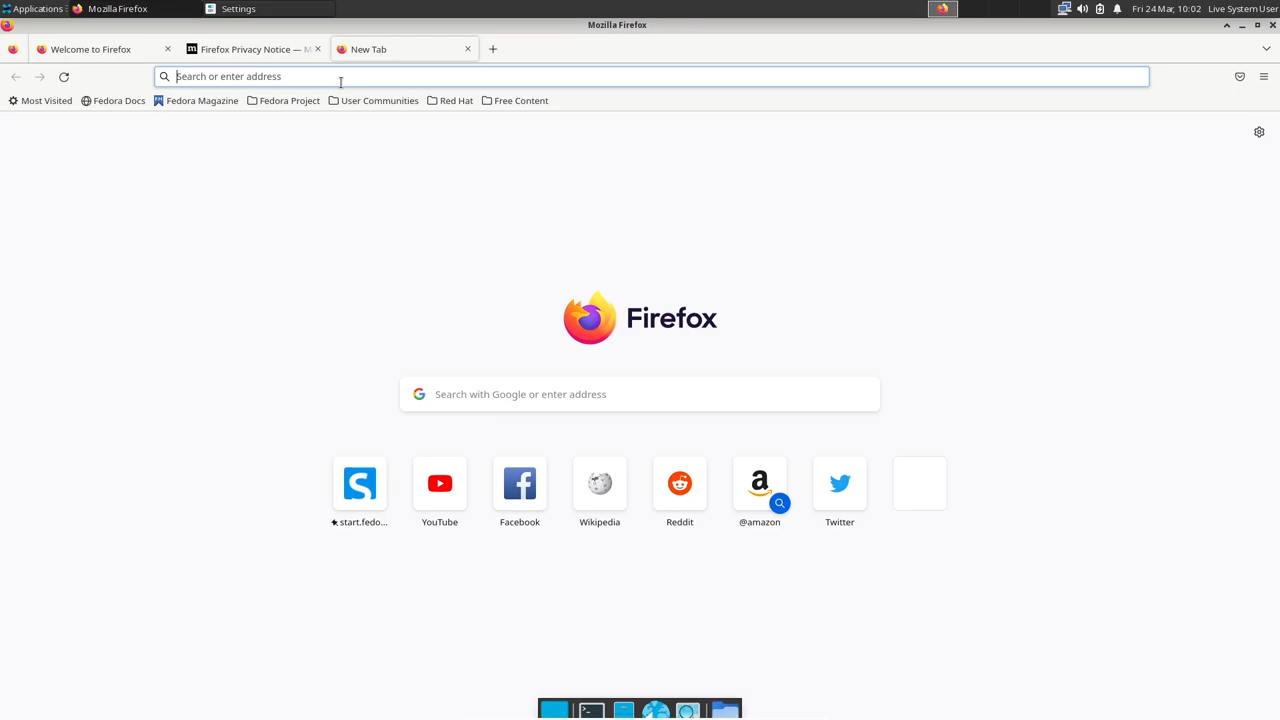 Applications
Mozilla Firefox
Settings
Fri 24 Mar, 10:02
Live System User
Mozilla Firefox
Welcome to Firefox
Firefox Privacy Notice — M
New Tab
Search or enter address
Most Visited
Fedora Docs
Fedora Magazine
Fedora Project
User Communities
Red Hat
Free Content
Firefox
Search with Google or enter address
start.fedo...
YouTube
Facebook
Wikipedia
Reddit
@amazon
Twitter